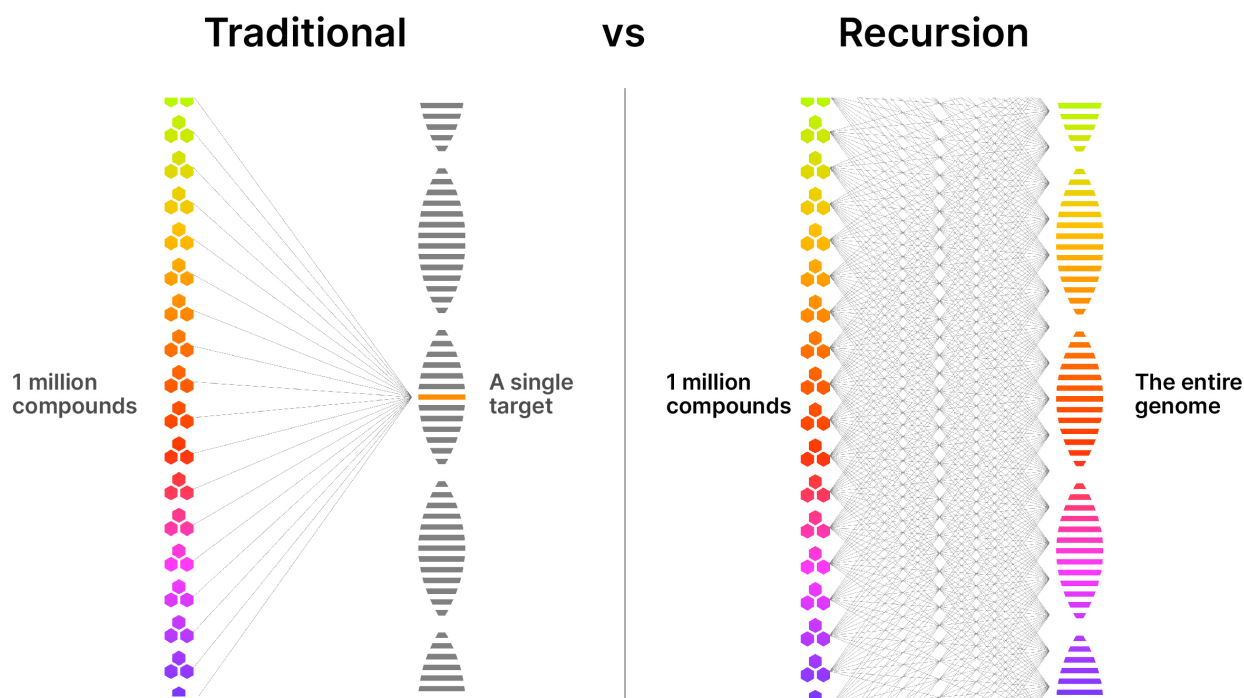 Traditional
vs
Recursion
1 million
compounds
A single
target
1 million
compounds
The entire
genome